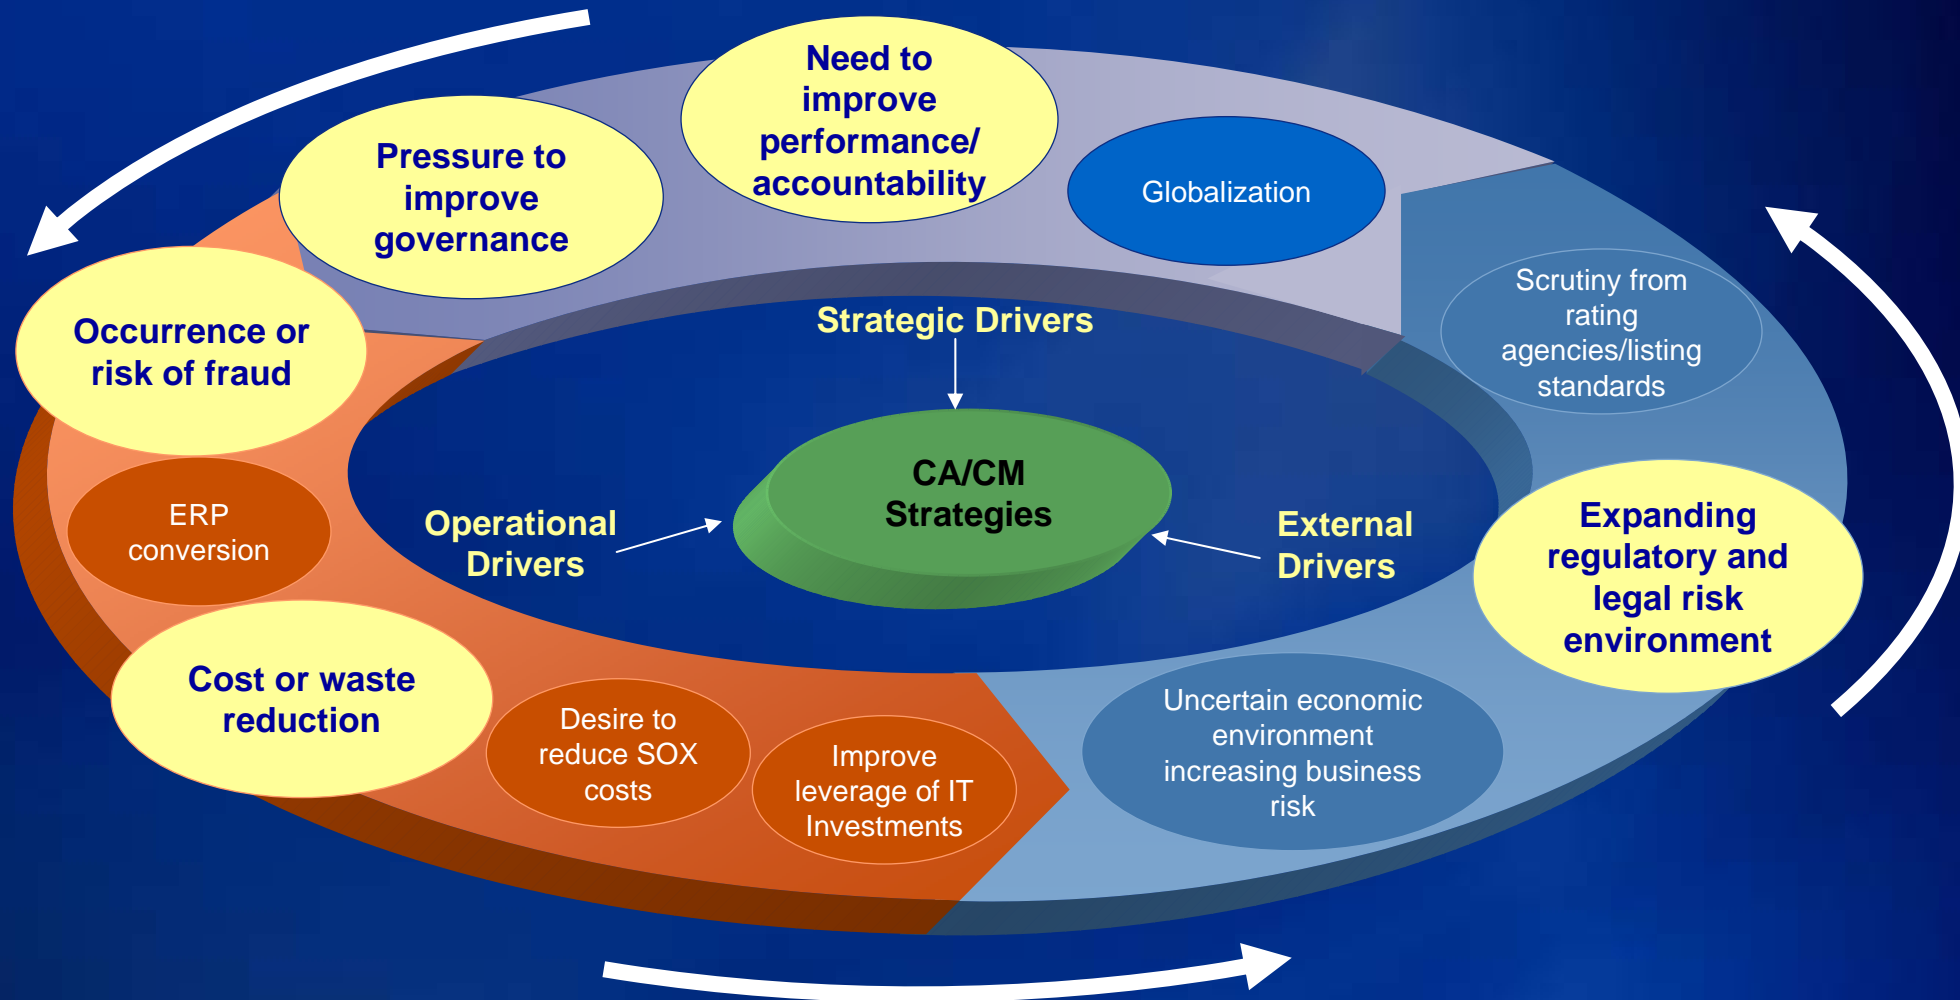 Need to
improve
performance/
accountability
Pressure to
improve
governance
Globalization
Occurrence or
risk of fraud
Scrutiny from
rating
agencies/listing
standards
Strategic Drivers
CA/CM
Strategies
Operational
Drivers
External
Drivers
ERP
conversion
Expanding
regulatory and
legal risk
environment
Cost or waste
reduction
Desire to
reduce SOX
costs
Improve
leverage of IT
Investments
Uncertain economic
environment
increasing business
risk